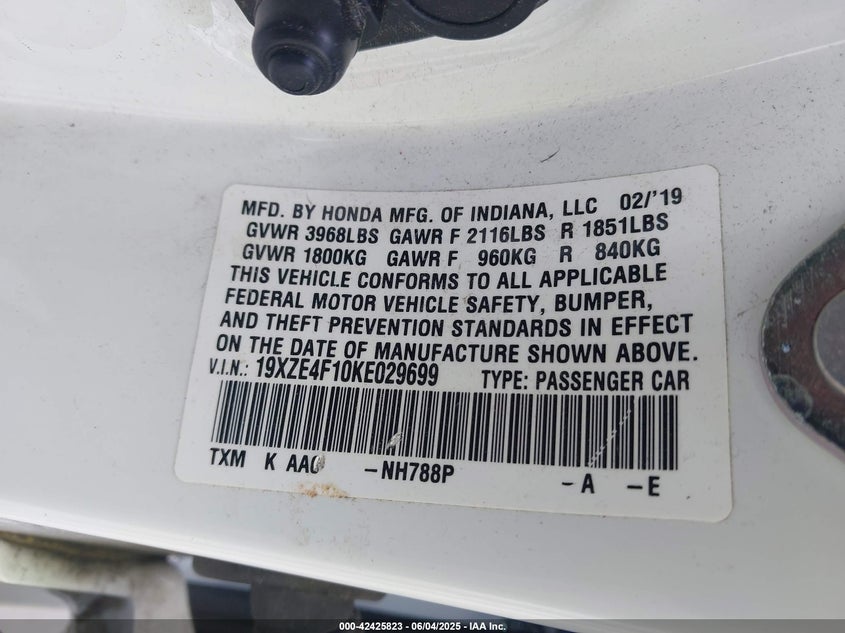 MFD. BY HONDA MFG. OF INDIANA, LLC 02/'19
GVWR 3968LBS GAWR F 2116LBS R 1851LBS
GVWR 1800KG GAWR F 960KG R 840KG
THIS VEHICLE CONFORMS TO ALL APPLICABLE
FEDERAL MOTOR VEHICLE SAFETY, BUMPER,
AND THEFT PREVENTION STANDARDS IN EFFECT
ON THE DATE OF MANUFACTURE SHOWN ABOVE.
V.I.N.: 19XZE4F10KE029699 TYPE: PASSENGER CAR
TXM K AA0 -NH788P -A -E
000-42425823 - 06/04/2025 - IAA Inc.